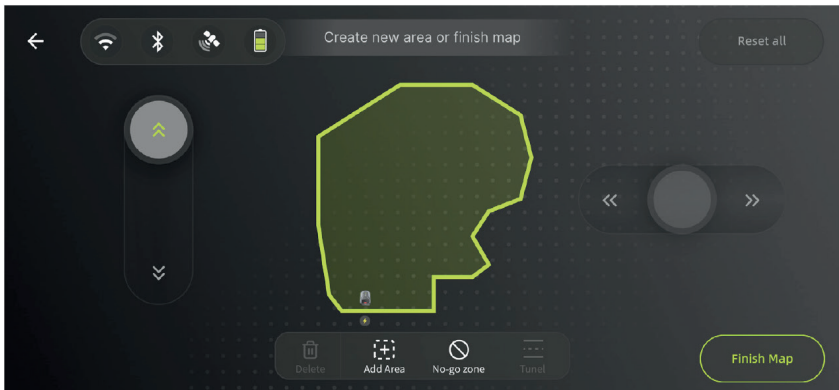 Create new area or finish map
Reset all
Delete
Add Area
No-go zone
Tunel
Finish Map